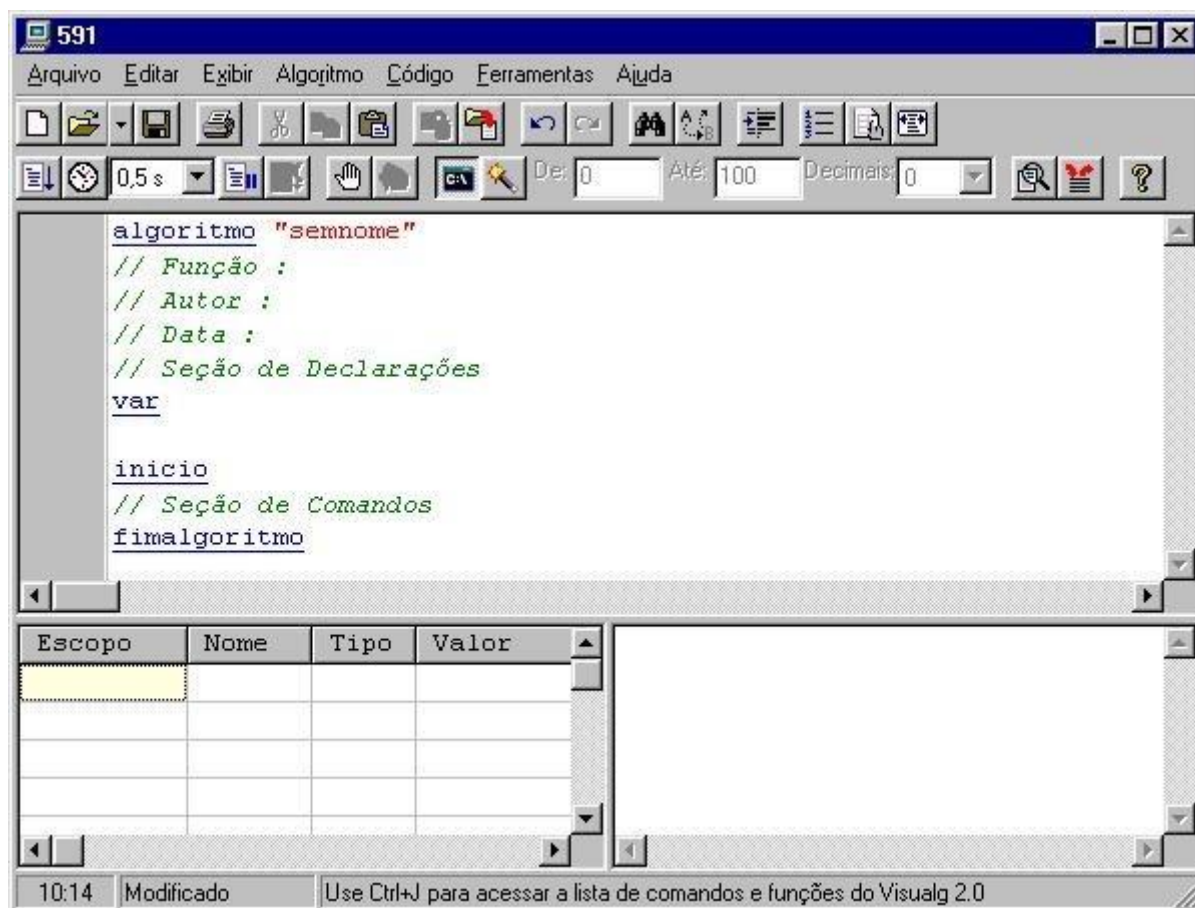 591
Arquivo Editar Exibir Algoritmo Código Ferramentas Ajuda
0,5 s De: 0 Até: 100 Decimais: 0
algoritmo "semnome"
// Função :
// Autor :
// Data :
// Seção de Declarações
var
inicio
// Seção de Comandos
fimalgoritmo
Escopo Nome Tipo Valor
10:14 Modificado Use Ctrl+J para acessar a lista de comandos e funções do Visualg 2.0